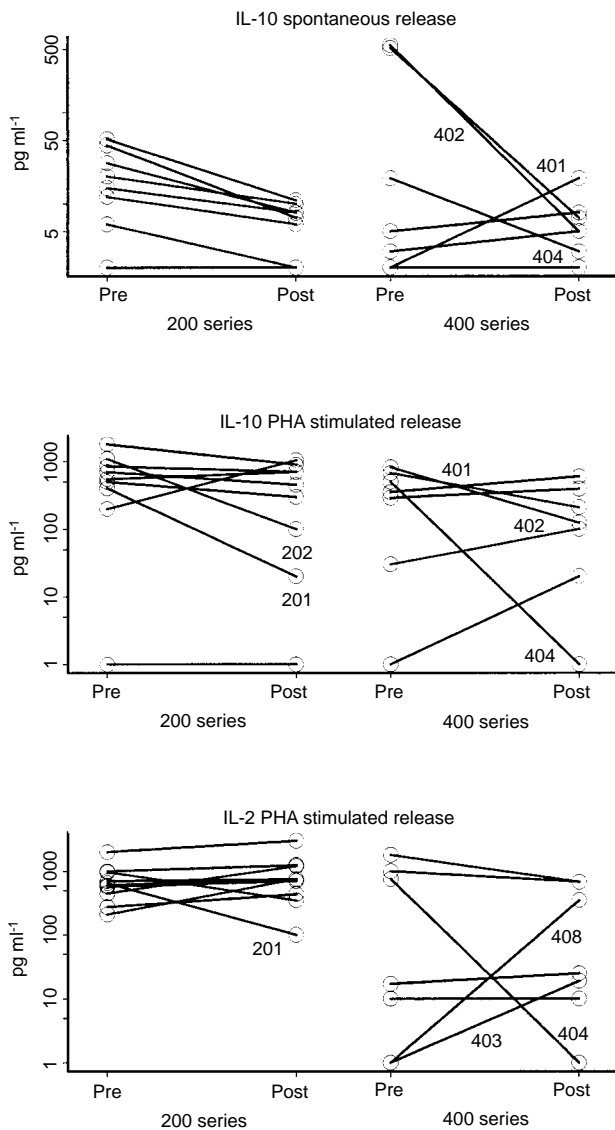 IL-10 spontaneous release
pg ml-1
500
50
5
402
401
404
Pre Post Pre Post
200 series 400 series
IL-10 PHA stimulated release
pg ml-1
1000
100
10
1
202
201
401
402
404
Pre Post Pre Post
200 series 400 series
IL-2 PHA stimulated release
pg ml-1
1000
100
10
1
201
408
403
404
Pre Post Pre Post
200 series 400 series